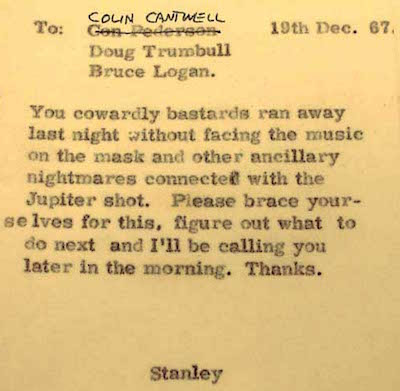 COLIN CANTWELL
To: Con Pederson 19th Dec. 67.
Doug Trumbull
Bruce Logan.
You cowardly bastards ran away
last night without facing the music
on the mask and other ancillary
nightmares connected with the
Jupiter shot. Please brace your-
selves for this, figure out what to
do next and I'll be calling you
later in the morning. Thanks.
Stanley